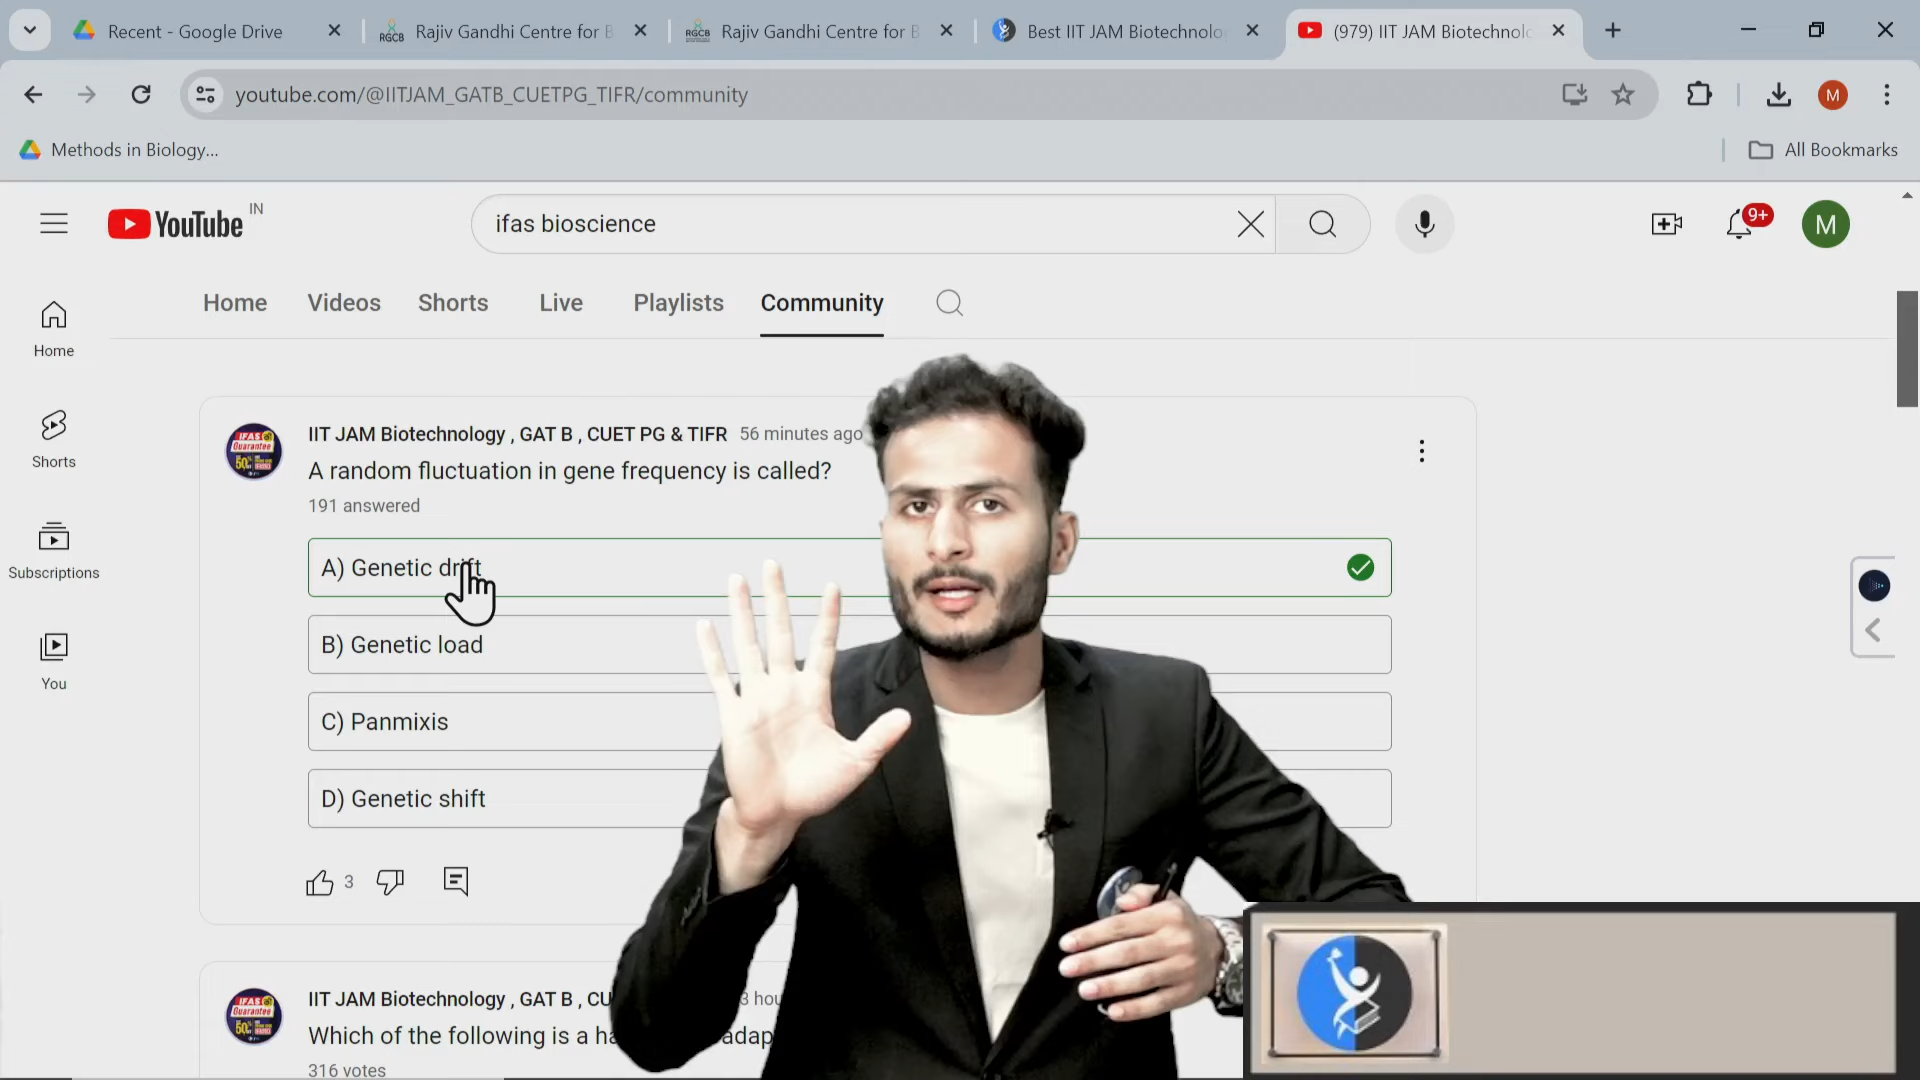 Recent - Google Drive
Rajiv Gandhi Centre for B
Rajiv Gandhi Centre for B
Best IIT JAM Biotechnolo
(979) IIT JAM Biotechnolo
youtube.com/@IITJAM_GATB_CUETPG_TIFR/community
M
Methods in Biology...
All Bookmarks
YouTube IN
ifas bioscience
9+
M
Home
Videos
Shorts
Live
Playlists
Community
Home
Shorts
Subscriptions
You
IIT JAM Biotechnology , GAT B , CUET PG & TIFR 56 minutes ago
A random fluctuation in gene frequency is called?
191 answered
A) Genetic drift
B) Genetic load
C) Panmixis
D) Genetic shift
3
IIT JAM Biotechnology , GAT B , CU
3 hou
Which of the following is a ha
adap
316 votes